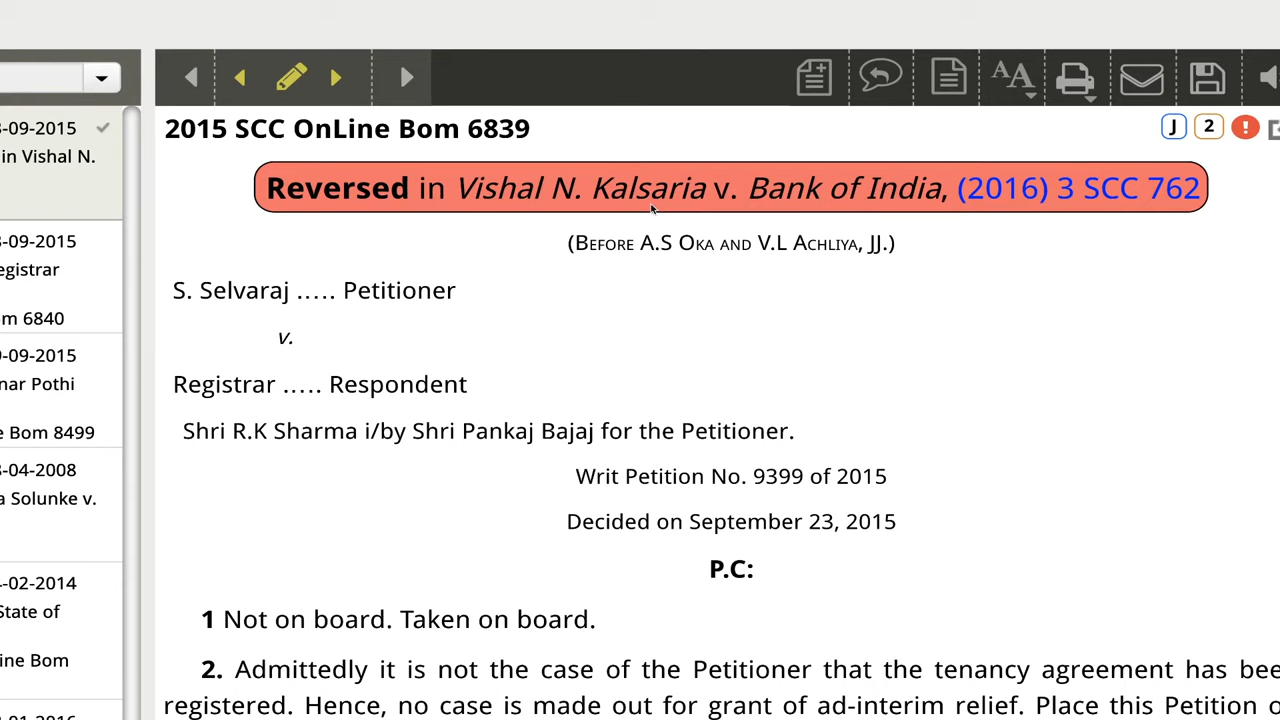 -09-2015
in Vishal N.
-09-2015
egistrar
m 6840
-09-2015
nar Pothi
e Bom 8499
-04-2008
a Solunke v.
-02-2014
State of
ine Bom
-01-2016
AA
2015 SCC OnLine Bom 6839
J 2 !
Reversed in Vishal N. Kalsaria v. Bank of India, (2016) 3 SCC 762
(BEFORE A.S OKA AND V.L ACHLIYA, JJ.)
S. Selvaraj ..... Petitioner
v.
Registrar ..... Respondent
Shri R.K Sharma i/by Shri Pankaj Bajaj for the Petitioner.
Writ Petition No. 9399 of 2015
Decided on September 23, 2015
P.C:
1 Not on board. Taken on board.
2. Admittedly it is not the case of the Petitioner that the tenancy agreement has bee
registered. Hence, no case is made out for grant of ad-interim relief. Place this Petition o